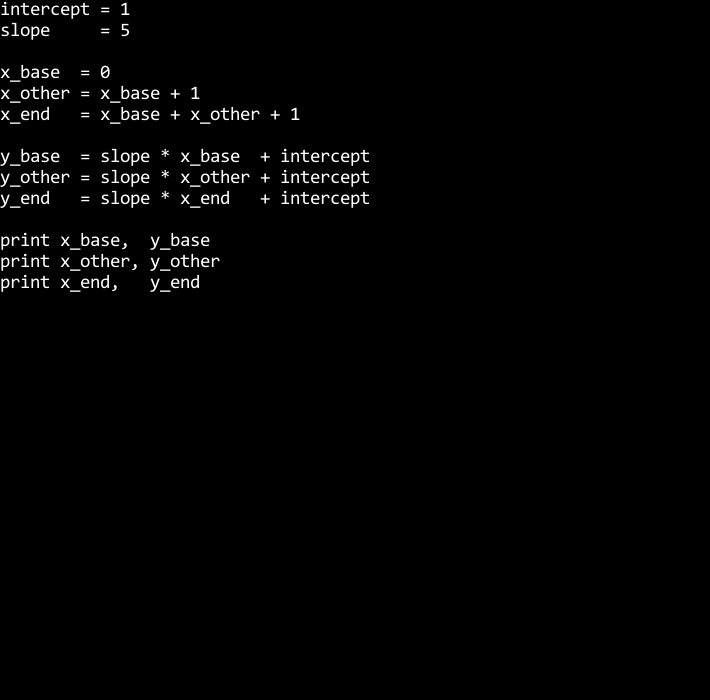 intercept = 1
slope     = 5

x_base  = 0
x_other = x_base + 1
x_end   = x_base + x_other + 1

y_base  = slope * x_base  + intercept
y_other = slope * x_other + intercept
y_end   = slope * x_end   + intercept

print x_base,  y_base
print x_other, y_other
print x_end,   y_end